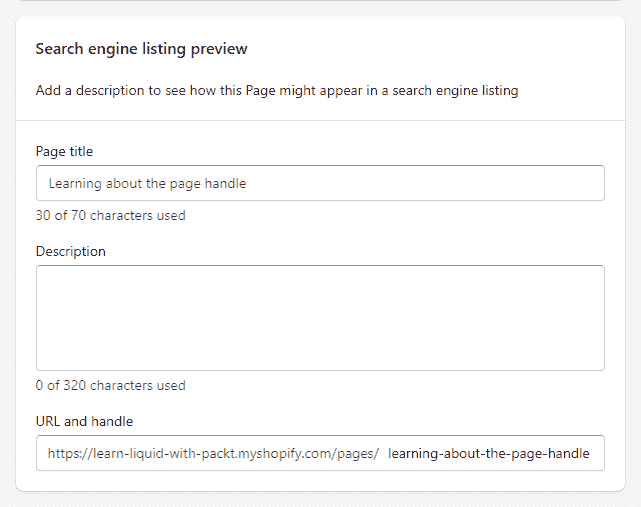 Search engine listing preview
Add a description to see how this Page might appear in a search engine listing
Page title
Learning about the page handle
30 of 70 characters used
Description
0 of 320 characters used
URL and handle
https://learn-liquid-with-packt.myshopify.com/pages/ learning-about-the-page-handle